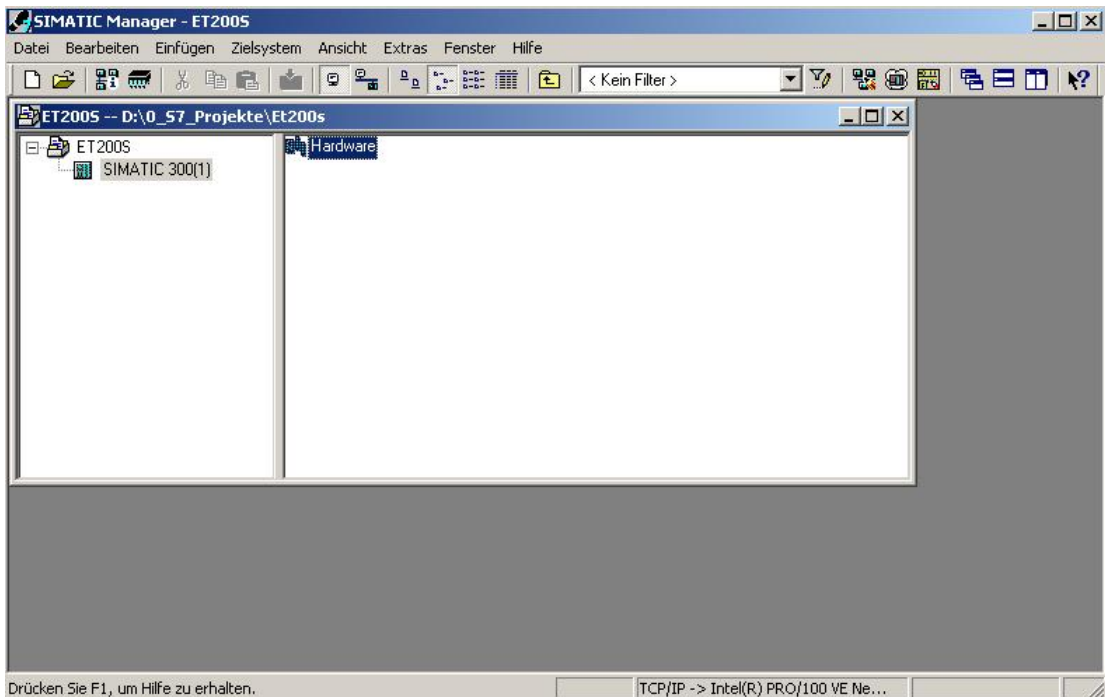 SIMATIC Manager - ET200S
Datei Bearbeiten Einfügen Zielsystem Ansicht Extras Fenster Hilfe
< Kein Filter >
ET200S -- D:\0_S7_Projekte\Et200s
ET200S
Hardware
SIMATIC 300(1)
Drücken Sie F1, um Hilfe zu erhalten.
TCP/IP -> Intel(R) PRO/100 VE Ne...